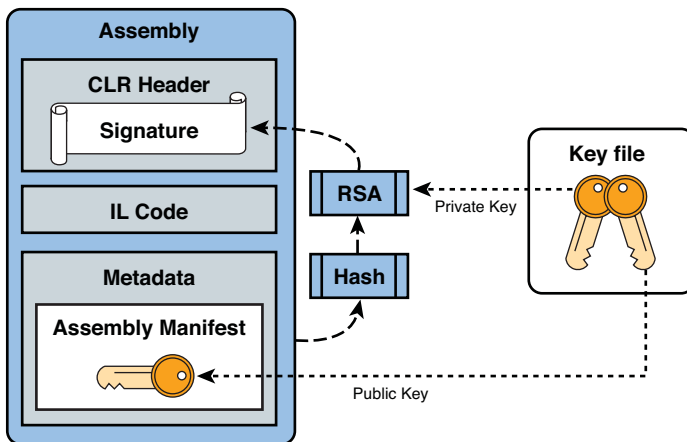 Assembly
CLR Header
Signature
IL Code
Metadata
Assembly Manifest
RSA
Hash
Key file
Private Key
Public Key